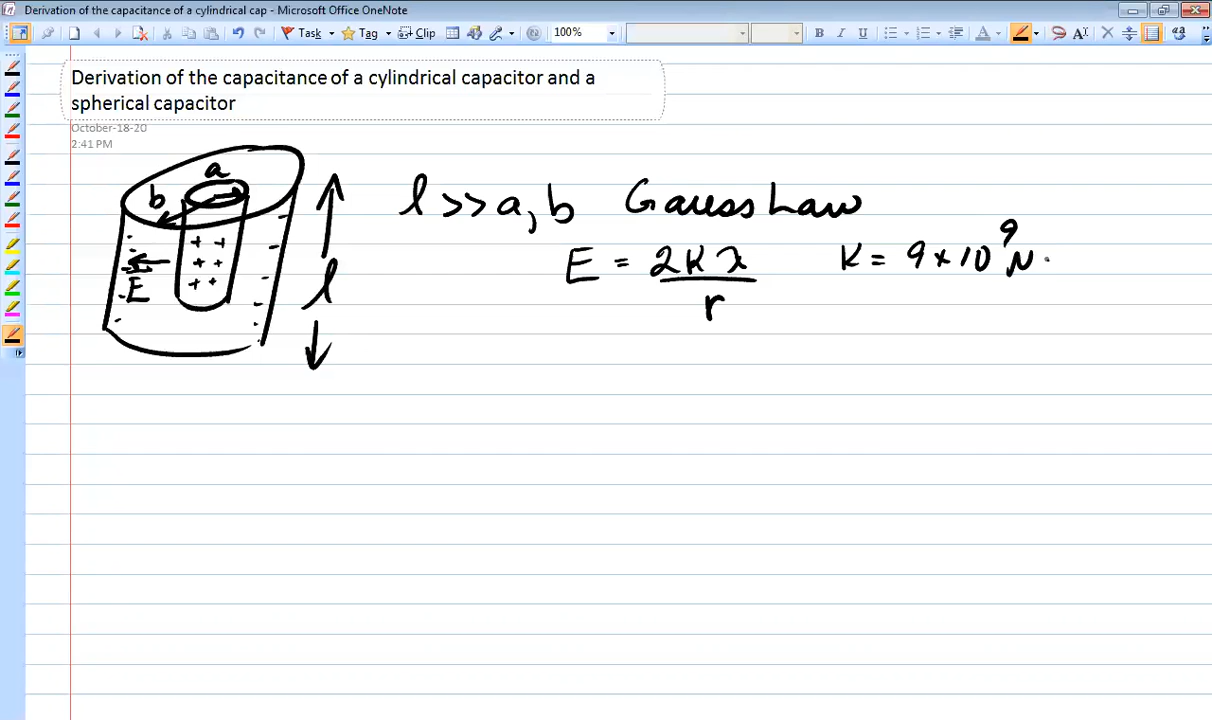 Derivation of the capacitance of a cylindrical cap - Microsoft Office OneNote
Task Tag Clip 100% B I U A A
Derivation of the capacitance of a cylindrical capacitor and a
spherical capacitor
October-18-20
2:41 PM
a
b
l >> a, b Gauss Law
E = 2Kλ / r K = 9 x 10⁹ N.
+ +
+ +
+ +
E
l